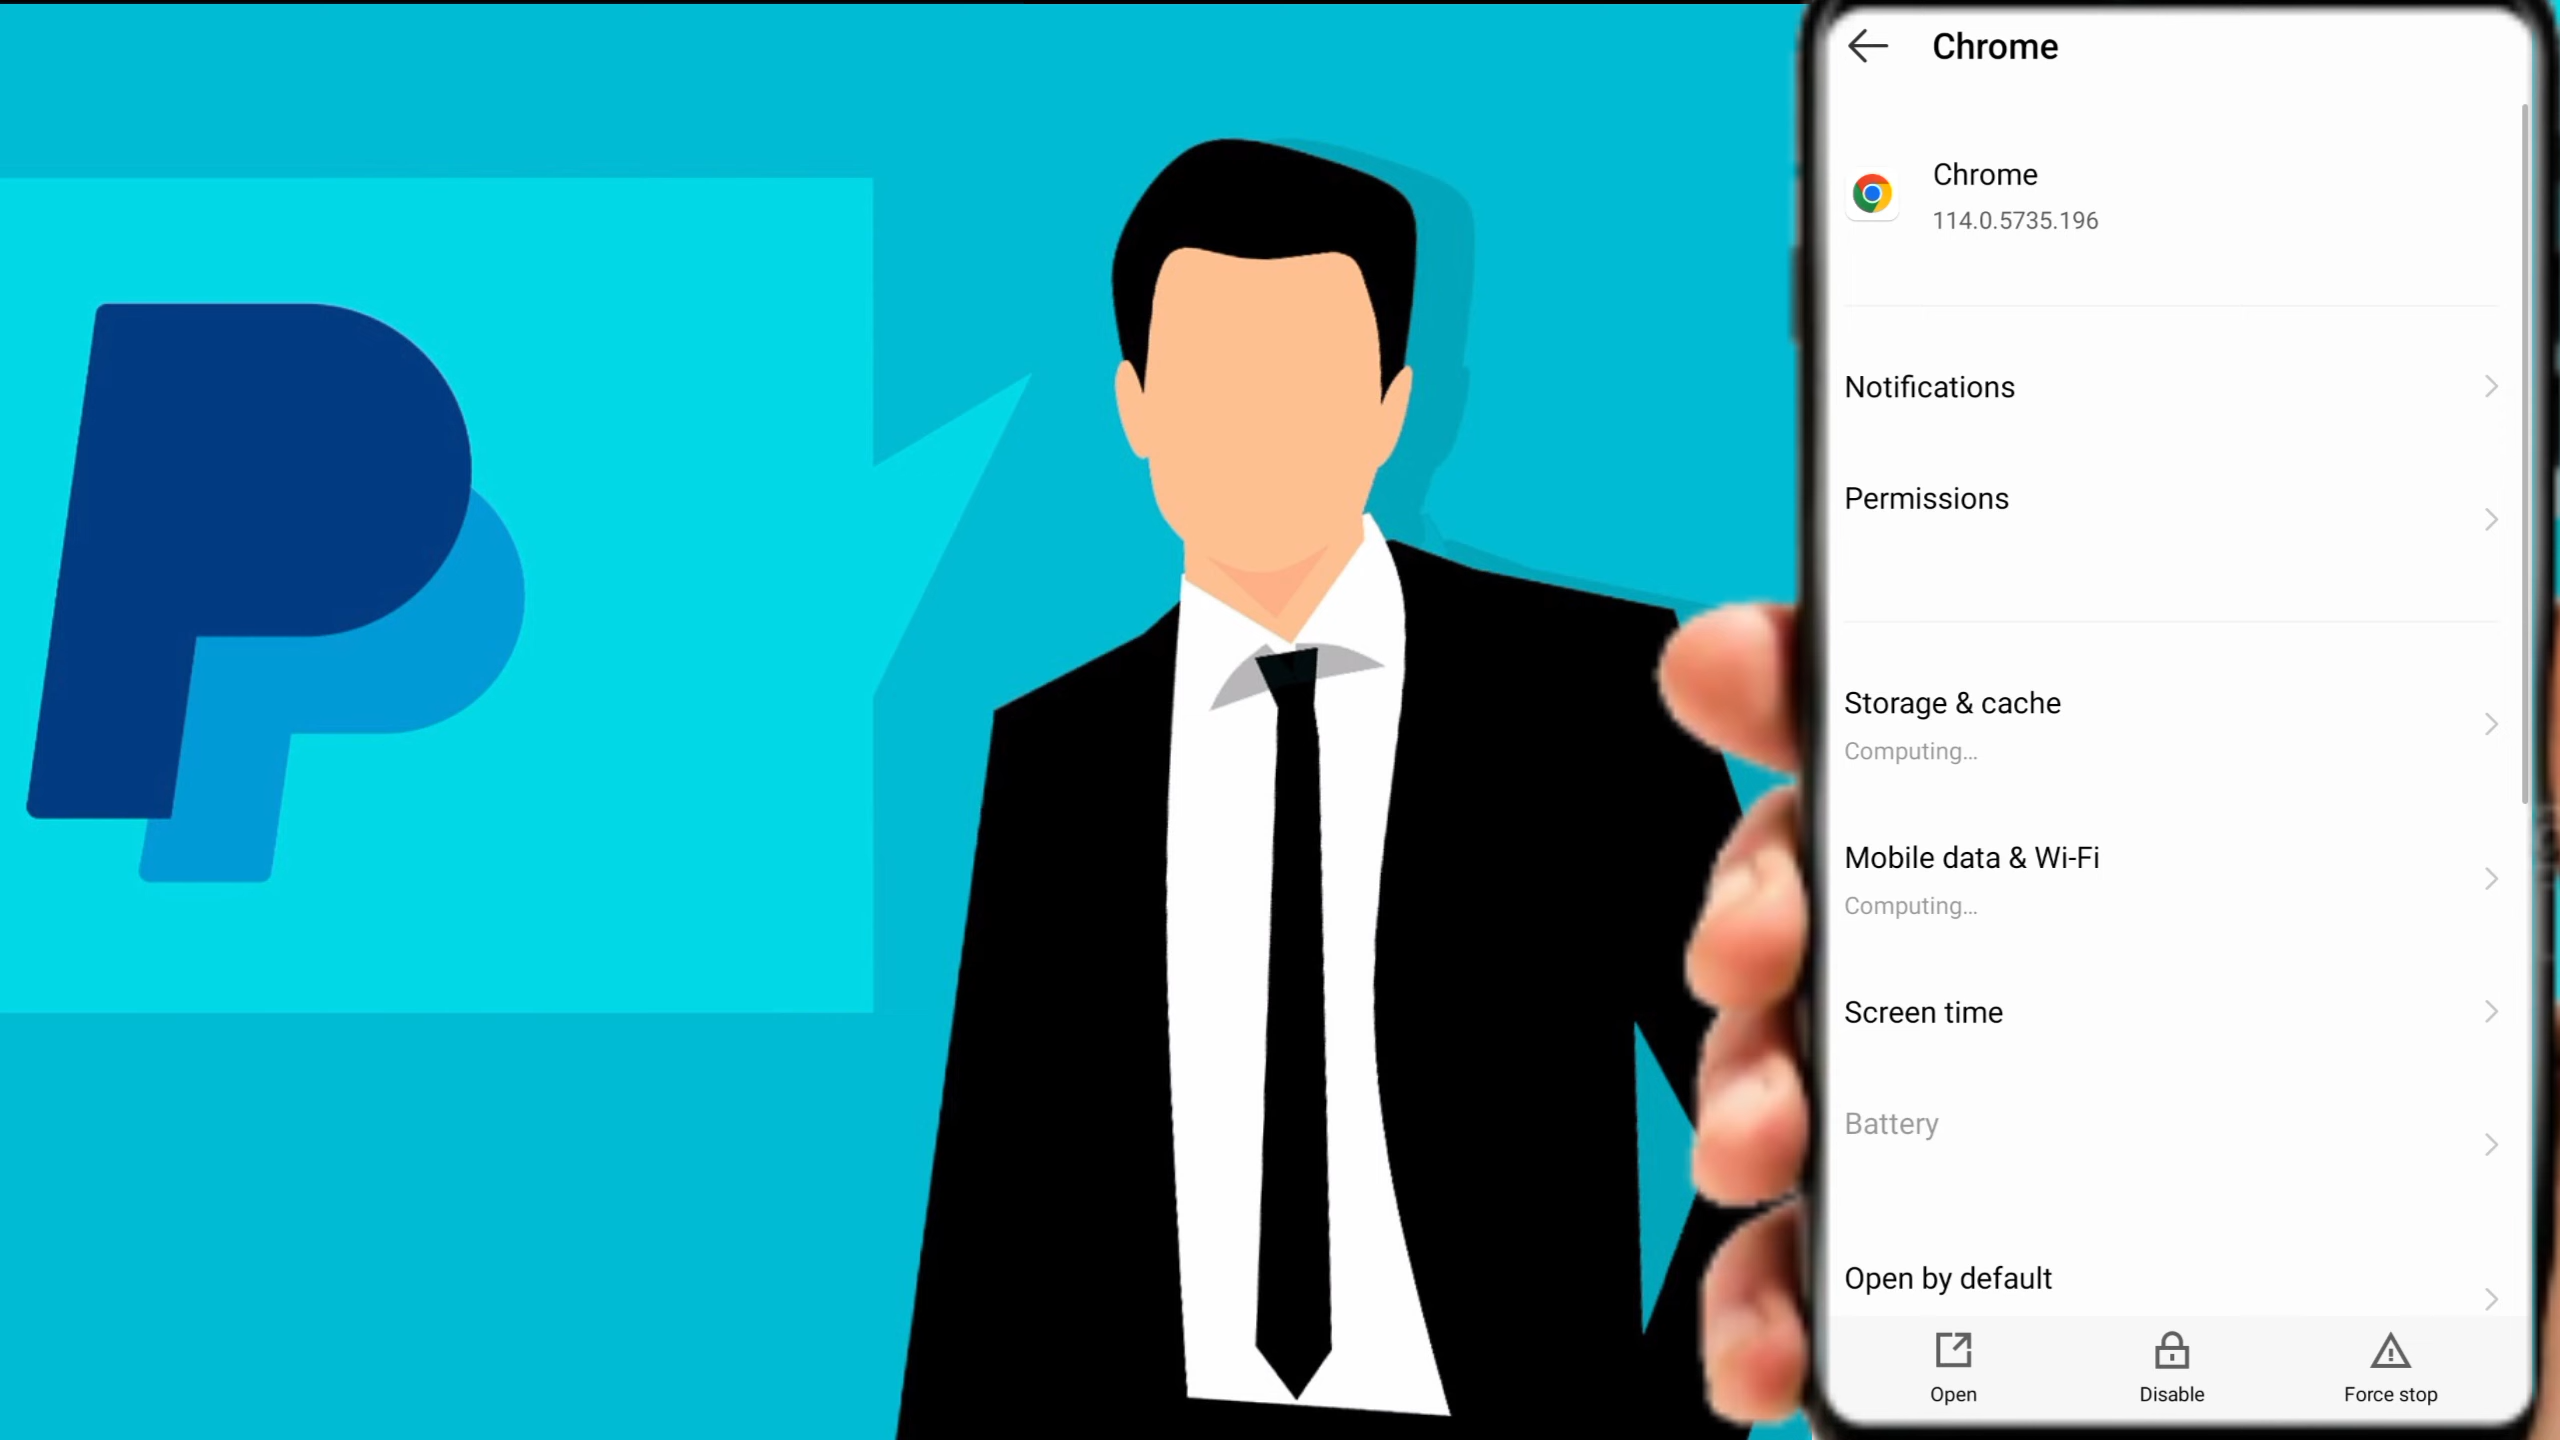 Chrome
Chrome
114.0.5735.196
Notifications
Permissions
Storage & cache
Computing...
Mobile data & Wi-Fi
Computing...
Screen time
Battery
Open by default
Open
Disable
Force stop